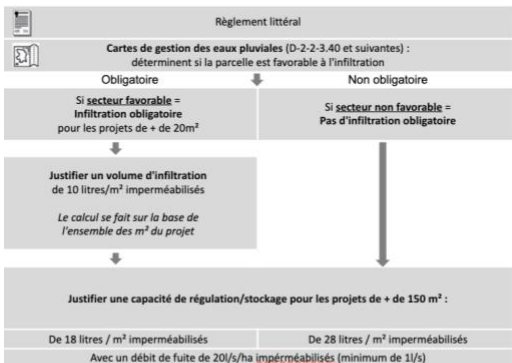 Règlement littéral
Cartes de gestion des eaux pluviales (D-2-2-3.40 et suivantes) :
déterminent si la parcelle est favorable à l'infiltration
Obligatoire
Non obligatoire
Si secteur favorable =
Infiltration obligatoire
pour les projets de + de 20m²
Si secteur non favorable =
Pas d'infiltration obligatoire
Justifier un volume d'infiltration
de 10 litres/m² imperméabilisés
Le calcul se fait sur la base de
l'ensemble des m² du projet
Justifier une capacité de régulation/stockage pour les projets de + de 150 m² :
De 18 litres / m² imperméabilisés
De 28 litres / m² imperméabilisés
Avec un débit de fuite de 20l/s/ha imperméabilisés (minimum de 1l/s)